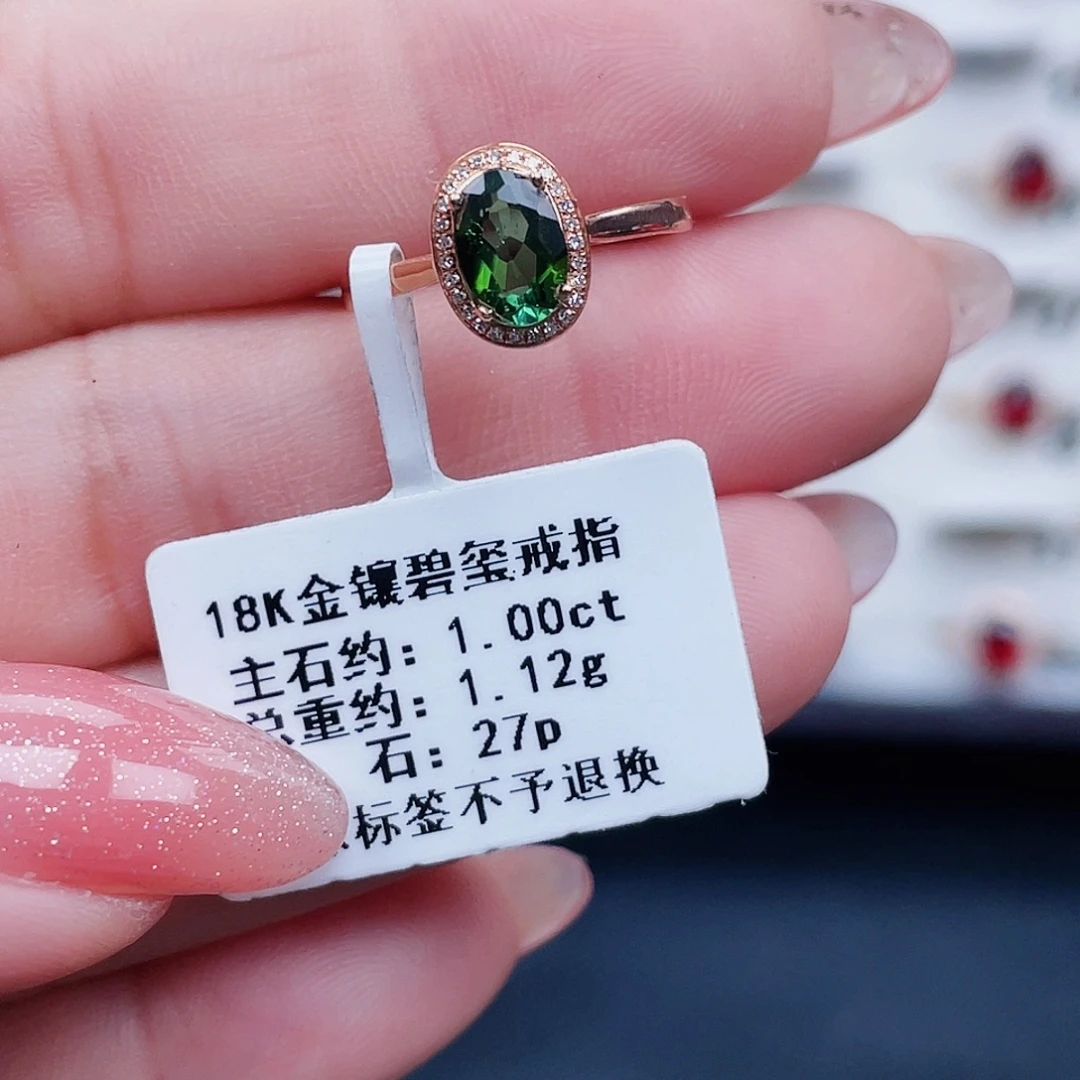 18K金镶碧玺戒指
主石约: 1.00ct
总重约: 1.12g
石: 27p
标签不予退换